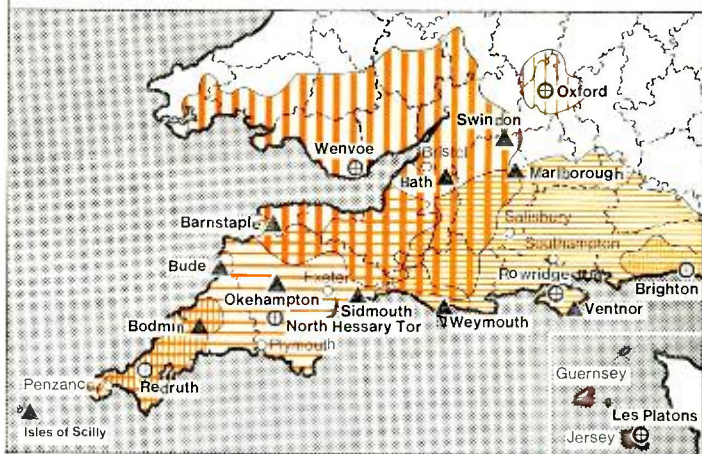 Oxford
Swindon
Wenvoe
Bristol
Bath
Marlborough
Barnstaple
Salisbury
Southampton
Bude
Exeter
Rowridge
Brighton
Okehampton
Sidmouth
Ventnor
Bodmin
North Hessary Tor
Weymouth
Plymouth
Penzance
Redruth
Guernsey
Les Platons
Isles of Scilly
Jersey